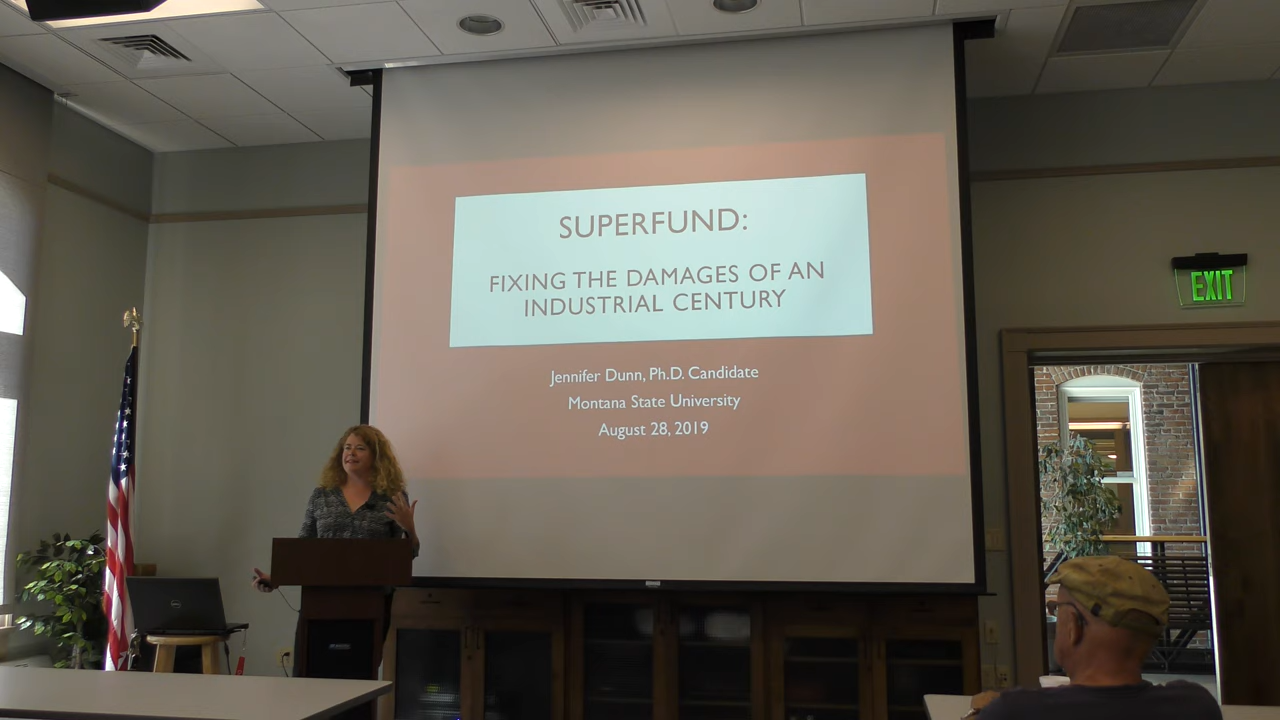 SUPERFUND:
FIXING THE DAMAGES OF AN
INDUSTRIAL CENTURY
Jennifer Dunn, Ph.D. Candidate
Montana State University
August 28, 2019
EXIT